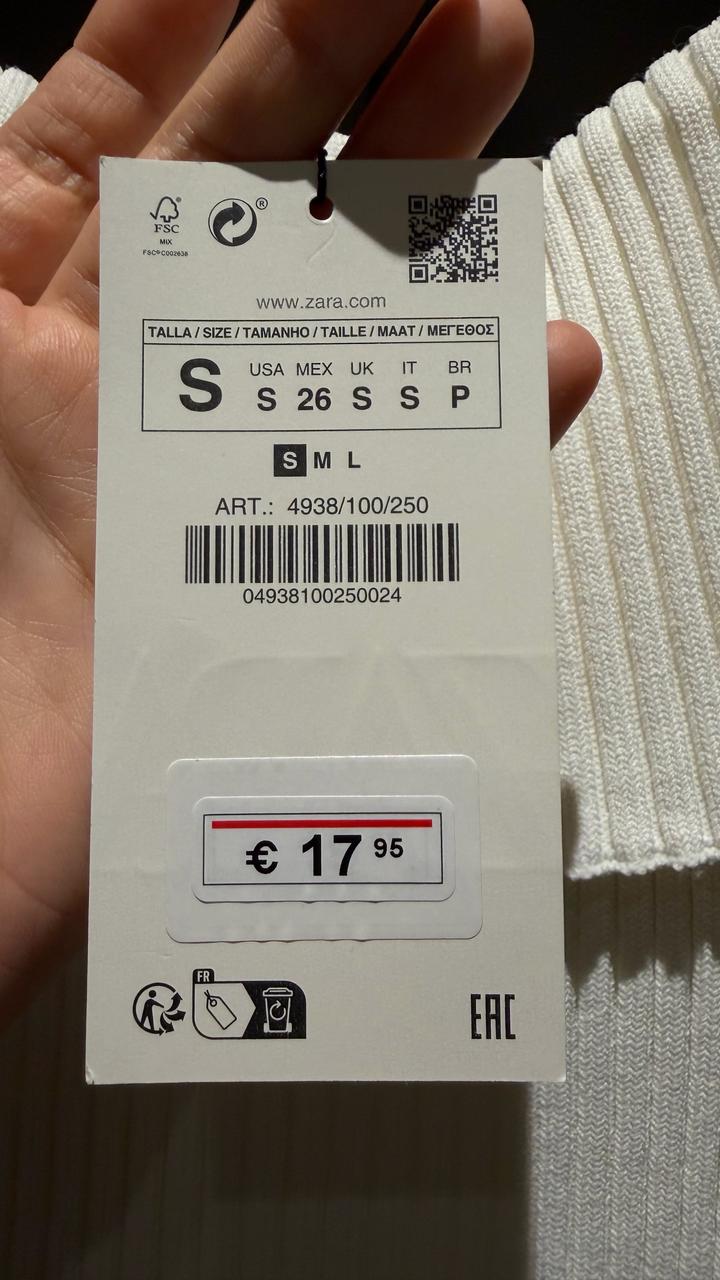 FSC®
MIX
FSC® C002638
®
www.zara.com
TALLA / SIZE / TAMANHO / TAILLE / MAAT / ΜΕΓΕΘΟΣ
S
USA MEX UK IT BR
S 26 S S P
S M L
ART.: 4938/100/250
04938100250024
€ 17 95
FR
EAC